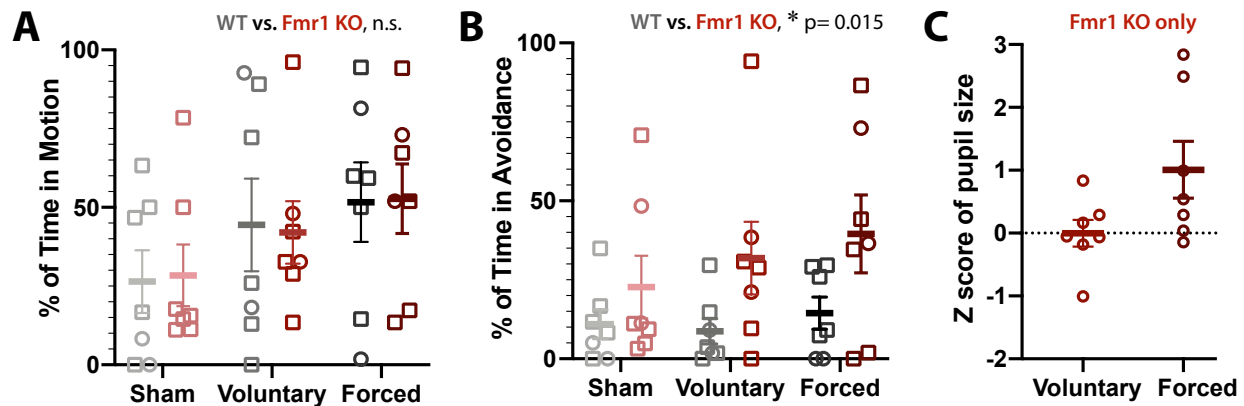 A
WT vs. Fmr1 KO, n.s.
% of Time in Motion
100
50
0
Sham
Voluntary
Forced
B
WT vs. Fmr1 KO, * p= 0.015
% of Time in Avoidance
100
50
0
Sham
Voluntary
Forced
C
Fmr1 KO only
Z score of pupil size
3
2
1
0
-1
-2
Voluntary
Forced